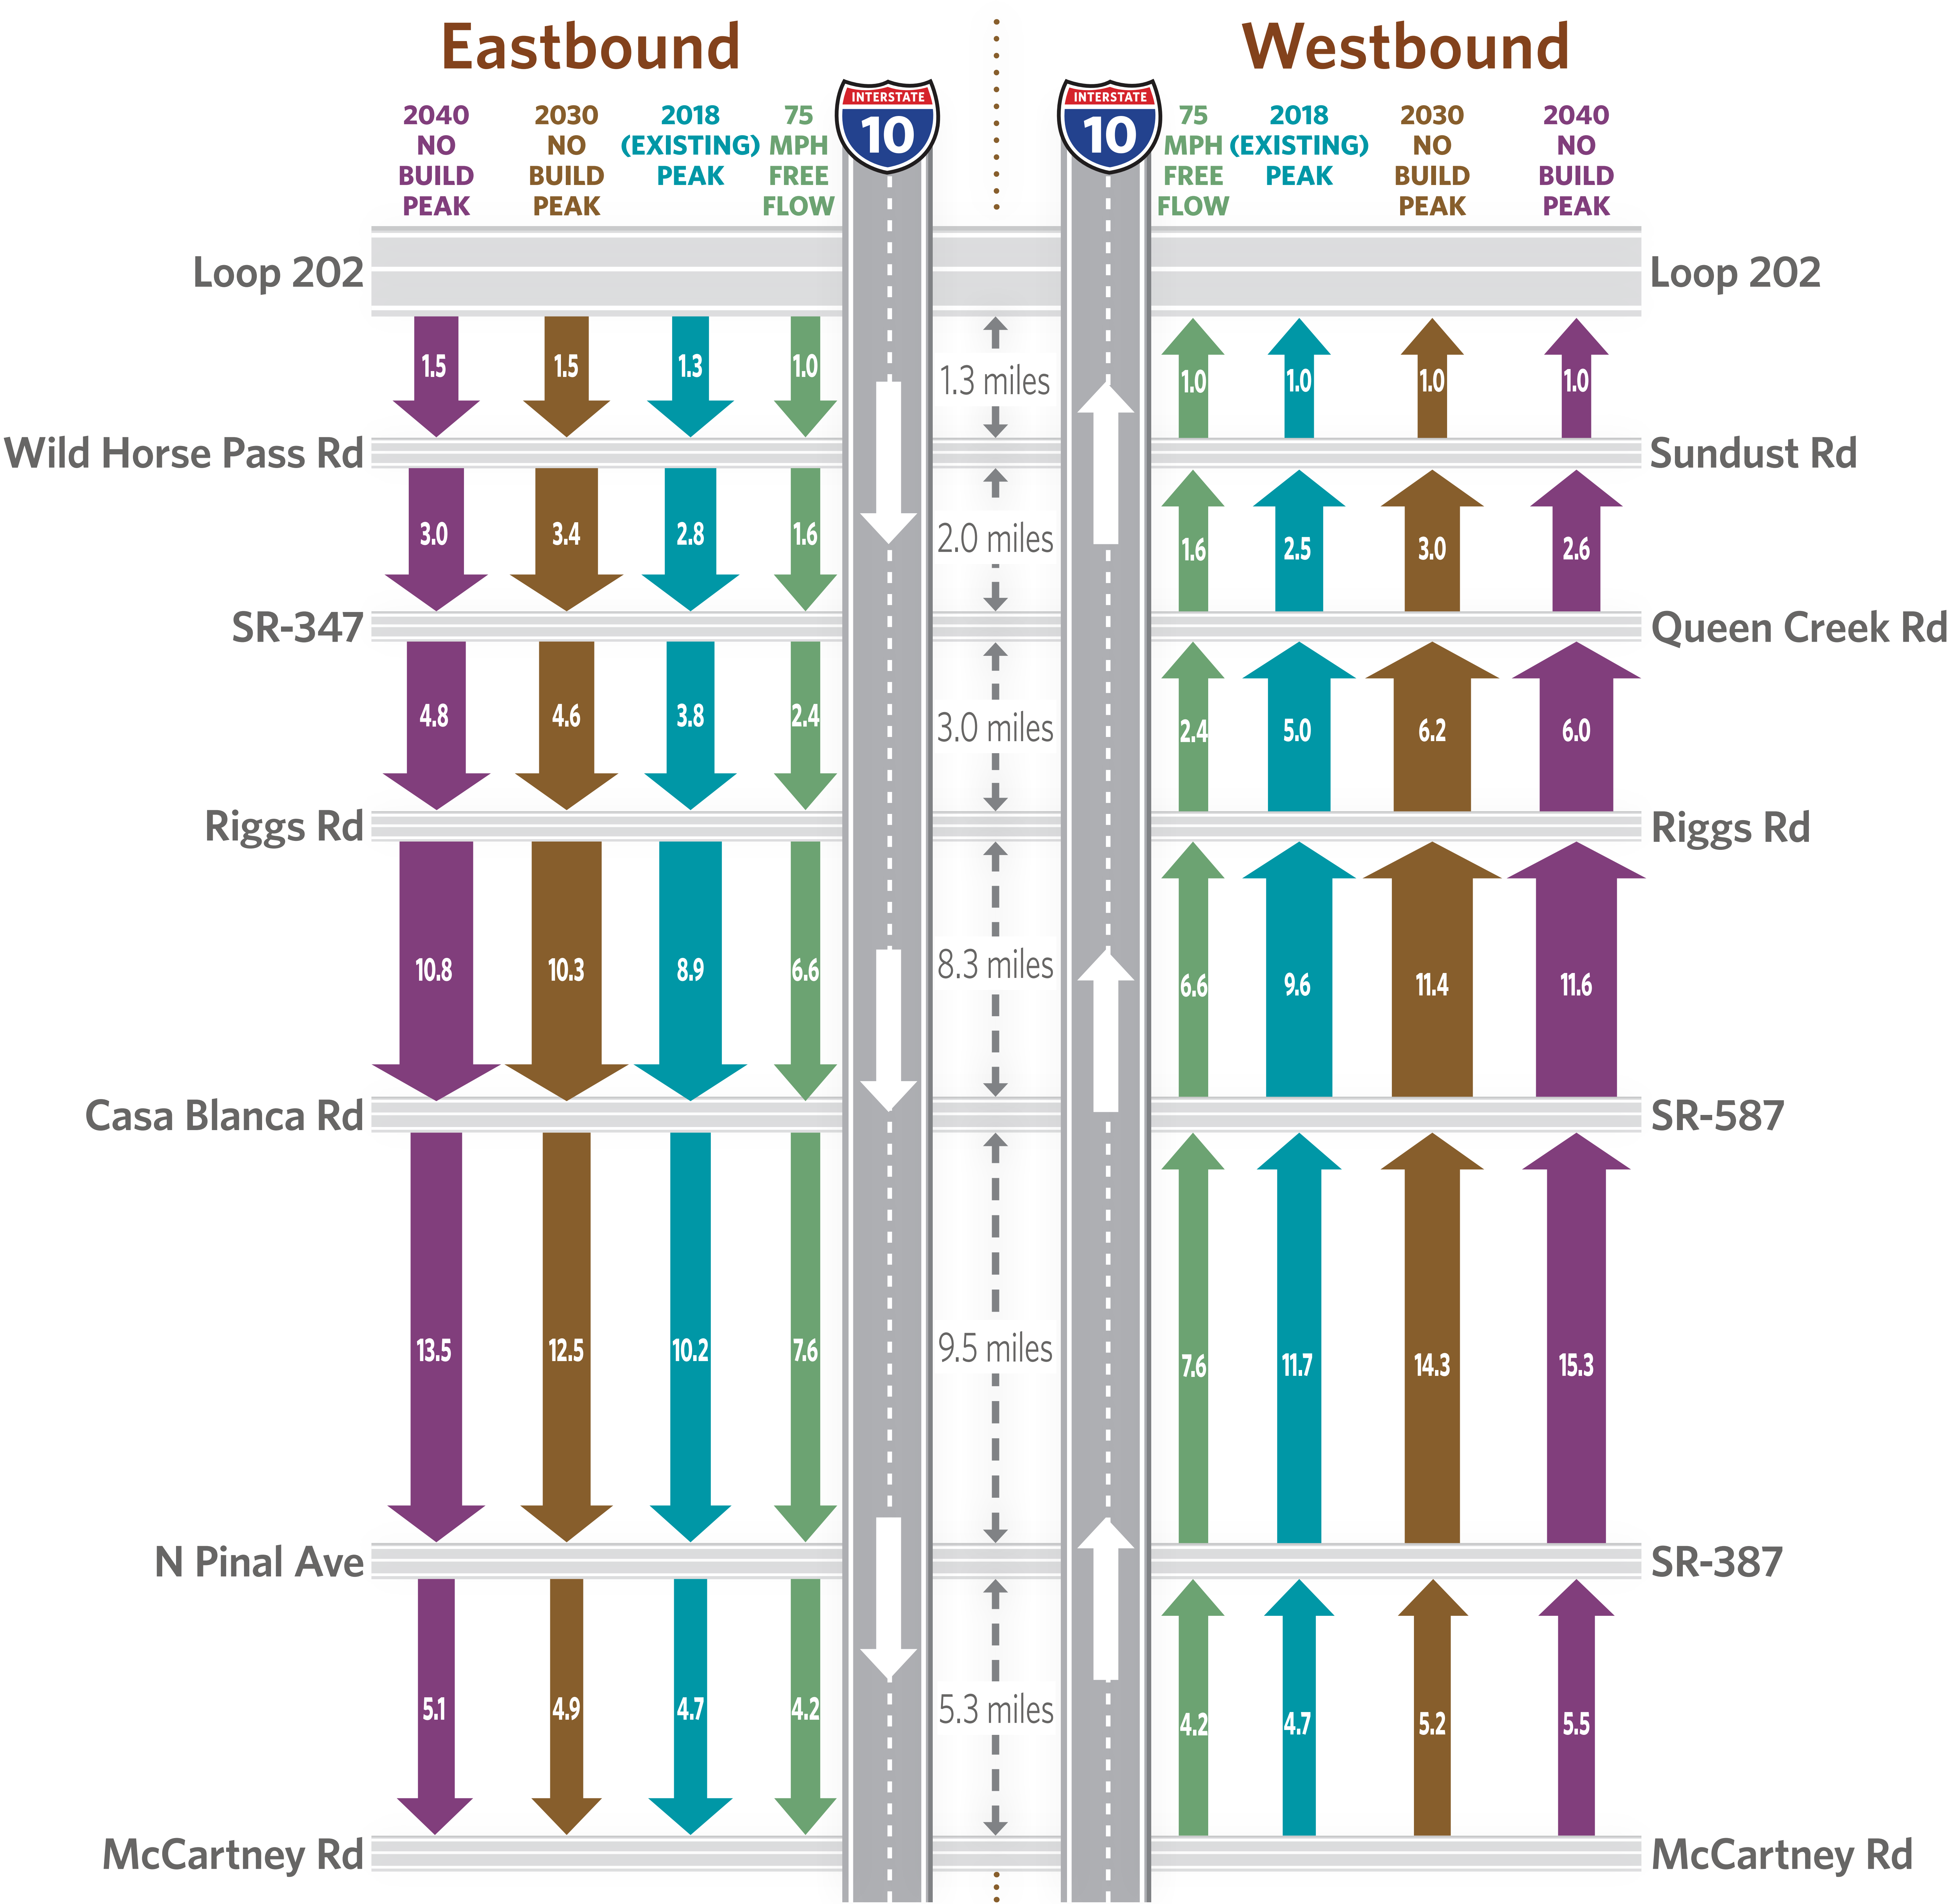 Eastbound
Westbound
INTERSTATE
10
INTERSTATE
10
2040
NO
BUILD
PEAK
2030
NO
BUILD
PEAK
2018
(EXISTING)
PEAK
75
MPH
FREE
FLOW
75
MPH
FREE
FLOW
2018
(EXISTING)
PEAK
2030
NO
BUILD
PEAK
2040
NO
BUILD
PEAK
Loop 202
Loop 202
1.5 1.5 1.3 1.0 1.3 miles 1.0 1.0 1.0 1.0
Wild Horse Pass Rd
Sundust Rd
3.0 3.4 2.8 1.6 2.0 miles 1.6 2.5 3.0 2.6
SR-347
Queen Creek Rd
4.8 4.6 3.8 2.4 3.0 miles 2.4 5.0 6.2 6.0
Riggs Rd
Riggs Rd
10.8 10.3 8.9 6.6 8.3 miles 6.6 9.6 11.4 11.6
Casa Blanca Rd
SR-587
13.5 12.5 10.2 7.6 9.5 miles 7.6 11.7 14.3 15.3
N Pinal Ave
SR-387
5.1 4.9 4.7 4.2 5.3 miles 4.2 4.7 5.2 5.5
McCartney Rd
McCartney Rd